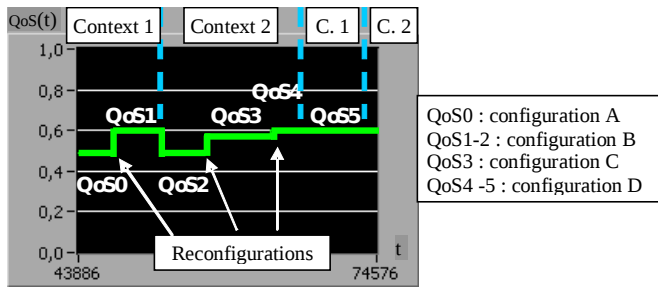 QoS(t)
Context 1
Context 2
C. 1
C. 2
1,0
0,8
0,6
0,4
0,2
0,0
QoS1
QoS3
QoS4
QoS5
QoS0
QoS2
Reconfigurations
t
43886
74576
QoS0 : configuration A
QoS1-2 : configuration B
QoS3 : configuration C
QoS4 -5 : configuration D